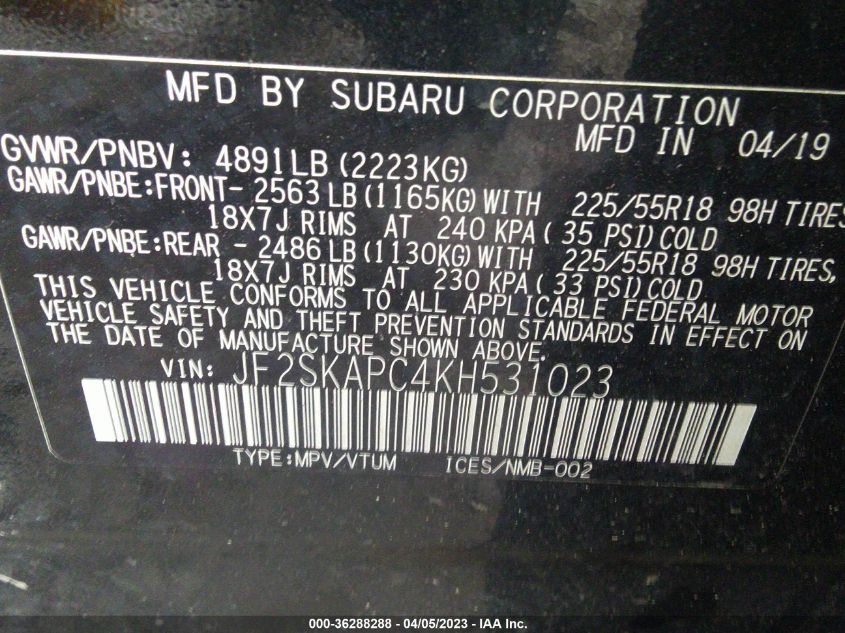 MFD BY SUBARU CORPORATION
MFD IN 04/19
GVWR/PNBV: 4891LB (2223KG)
GAWR/PNBE:FRONT- 2563 LB (1165KG) WITH 225/55R18 98H TIRES
18X7J RIMS AT 240 KPA ( 35 PSI) COLD
GAWR/PNBE:REAR - 2486 LB (1130KG) WITH 225/55R18 98H TIRES,
18X7J RIMS AT 230 KPA ( 33 PSI) COLD
THIS VEHICLE CONFORMS TO ALL APPLICABLE FEDERAL MOTOR
VEHICLE SAFETY AND THEFT PREVENTION STANDARDS IN EFFECT ON
THE DATE OF MANUFACTURE SHOWN ABOVE.
VIN: JF2SKAPC4KH531023
TYPE:MPV/VTUM ICES/NMB-002
000-36288288 - 04/05/2023 - © IAA, Inc.